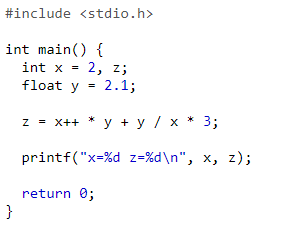 #include <stdio.h>

int main() {
  int x = 2, z;
  float y = 2.1;

  z = x++ * y + y / x * 3;

  printf("x=%d z=%d\n", x, z);

  return 0;
}